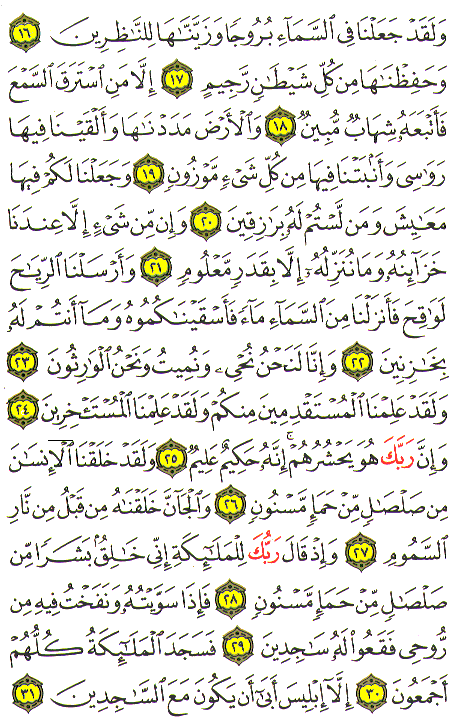 وَلَقَدْ جَعَلْنَا فِى ٱلسَّمَآءِ بُرُوجًا وَزَيَّنَّـٰهَا لِلنَّـٰظِرِينَ ١٦
وَحَفِظْنَـٰهَا مِن كُلِّ شَيْطَـٰنٍ رَّجِيمٍ ١٧ إِلَّا مَنِ ٱسْتَرَقَ ٱلسَّمْعَ
فَأَتْبَعَهُۥ شِهَابٌ مُّبِينٌ ١٨ وَٱلْأَرْضَ مَدَدْنَـٰهَا وَأَلْقَيْنَا فِيهَا
رَوَٰسِىَ وَأَنۢبَتْنَا فِيهَا مِن كُلِّ شَىْءٍ مَّوْزُونٍ ١٩ وَجَعَلْنَا لَكُمْ فِيهَا
مَعَـٰيِشَ وَمَن لَّسْتُمْ لَهُۥ بِرَٰزِقِينَ ٢٠ وَإِن مِّن شَىْءٍ إِلَّا عِندَنَا
خَزَآئِنُهُۥ وَمَا نُنَزِّلُهُۥٓ إِلَّا بِقَدَرٍ مَّعْلُومٍ ٢١ وَأَرْسَلْنَا ٱلرِّيَـٰحَ
لَوَٰقِحَ فَأَنزَلْنَا مِنَ ٱلسَّمَآءِ مَآءً فَأَسْقَيْنَـٰكُمُوهُ وَمَآ أَنتُمْ لَهُۥ
بِخَـٰزِنِينَ ٢٢ وَإِنَّا لَنَحْنُ نُحْىِۦ وَنُمِيتُ وَنَحْنُ ٱلْوَٰرِثُونَ ٢٣
وَلَقَدْ عَلِمْنَا ٱلْمُسْتَقْدِمِينَ مِنكُمْ وَلَقَدْ عَلِمْنَا ٱلْمُسْتَـْٔخِرِينَ ٢٤
وَإِنَّ رَبَّكَ هُوَ يَحْشُرُهُمْ ۚ إِنَّهُۥ حَكِيمٌ عَلِيمٌ ٢٥ وَلَقَدْ خَلَقْنَا ٱلْإِنسَـٰنَ
مِن صَلْصَـٰلٍ مِّنْ حَمَإٍ مَّسْنُونٍ ٢٦ وَٱلْجَآنَّ خَلَقْنَـٰهُ مِن قَبْلُ مِن نَّارِ
ٱلسَّمُومِ ٢٧ وَإِذْ قَالَ رَبُّكَ لِلْمَلَـٰٓئِكَةِ إِنِّى خَـٰلِقٌۢ بَشَرًا مِّن
صَلْصَـٰلٍ مِّنْ حَمَإٍ مَّسْنُونٍ ٢٨ فَإِذَا سَوَّيْتُهُۥ وَنَفَخْتُ فِيهِ مِن
رُّوحِى فَقَعُوا۟ لَهُۥ سَـٰجِدِينَ ٢٩ فَسَجَدَ ٱلْمَلَـٰٓئِكَةُ كُلُّهُمْ
أَجْمَعُونَ ٣٠ إِلَّآ إِبْلِيسَ أَبَىٰٓ أَن يَكُونَ مَعَ ٱلسَّـٰجِدِينَ ٣١